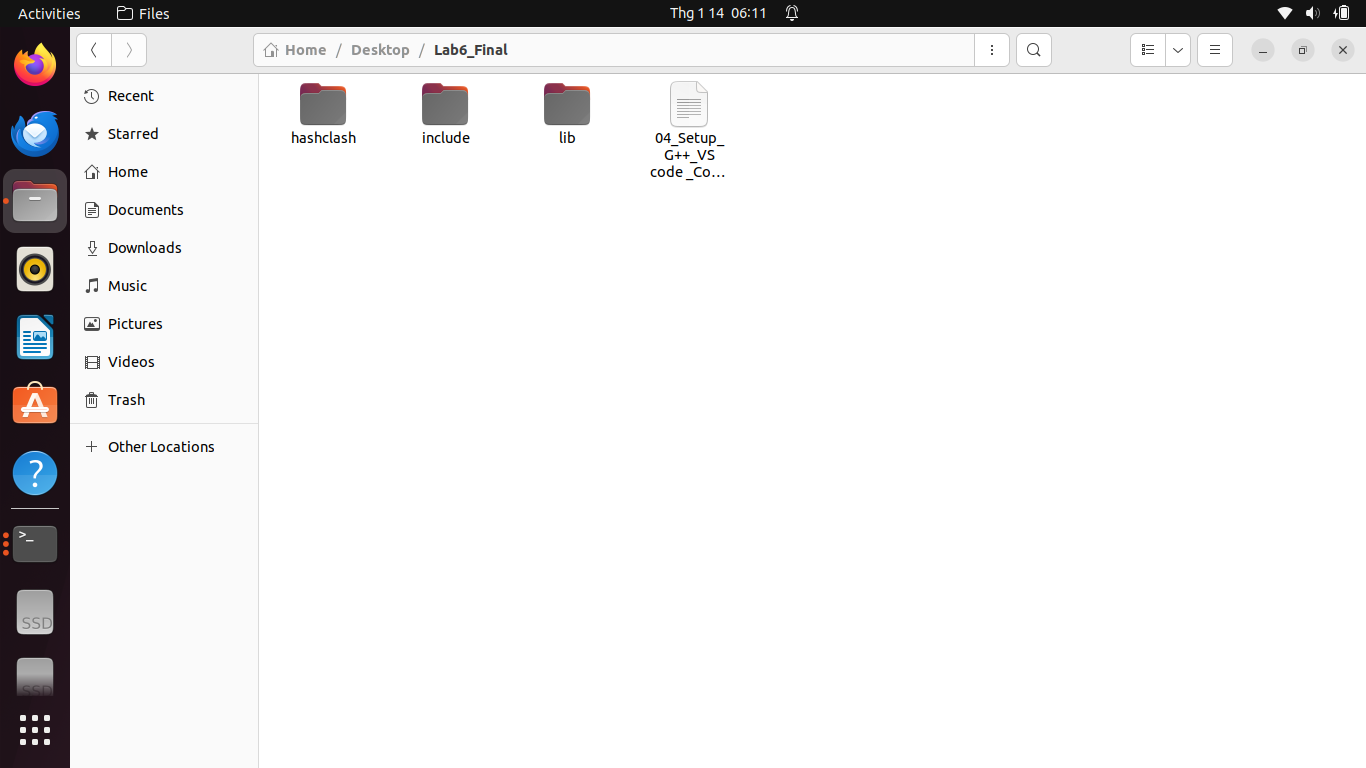 Activities
Files
Thg 1 14 06:11
Home / Desktop / Lab6_Final
Recent
Starred
Home
Documents
Downloads
Music
Pictures
Videos
Trash
Other Locations
hashclash
include
lib
04_Setup_
G++_VS
code _Co…
>_
?
SSD
SSD